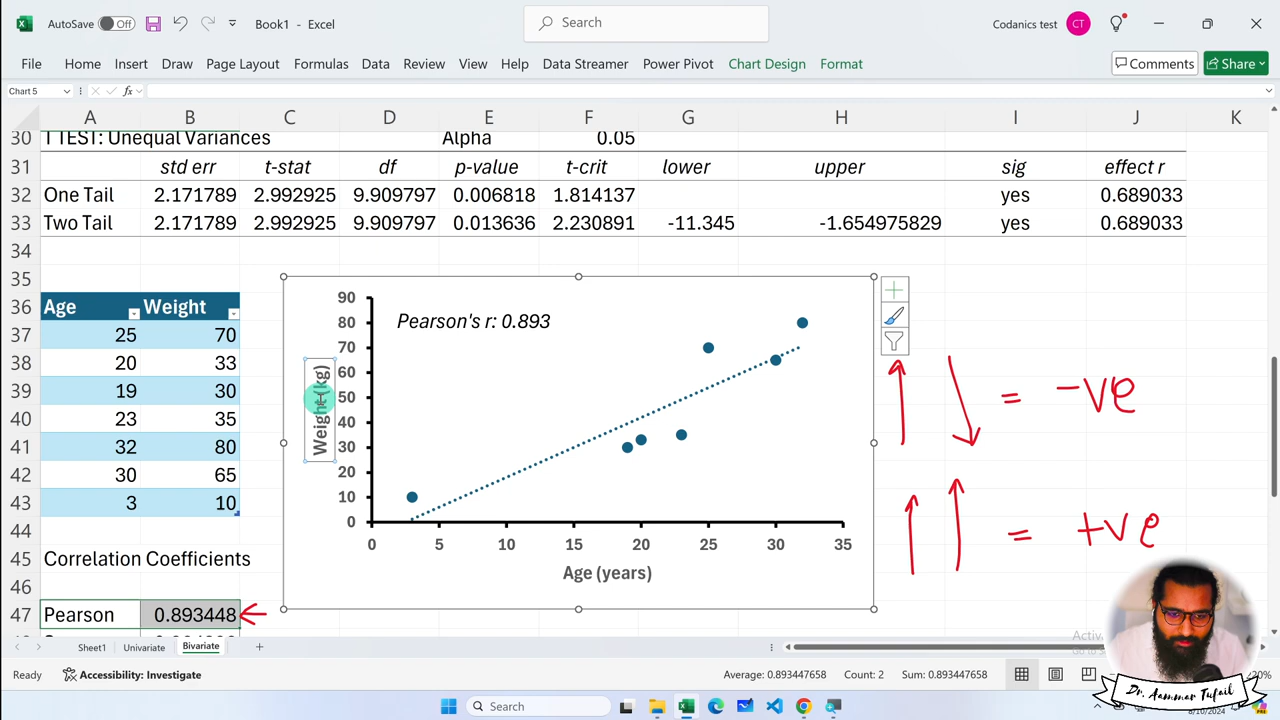 AutoSave Off Book1 - Excel Search Codanics test CT
File Home Insert Draw Page Layout Formulas Data Review View Help Data Streamer Power Pivot Chart Design Format Comments Share
Chart 5 fx
A B C D E F G H I J K
30 T TEST: Unequal Variances Alpha 0.05
31 std err t-stat df p-value t-crit lower upper sig effect r
32 One Tail 2.171789 2.992925 9.909797 0.006818 1.814137 yes 0.689033
33 Two Tail 2.171789 2.992925 9.909797 0.013636 2.230891 -11.345 -1.654975829 yes 0.689033
34
35
36 Age Weight
37 25 70
38 20 33
39 19 30
40 23 35
41 32 80
42 30 65
43 3 10
44
45 Correlation Coefficients
46
47 Pearson 0.893448
90
80
70
60
50
40
30
20
10
0
Pearson's r: 0.893
Weight (kg)
0 5 10 15 20 25 30 35
Age (years)
= -ve
= +ve
Activ
Sheet1 Univariate Bivariate
Ready Accessibility: Investigate Average: 0.893447658 Count: 2 Sum: 0.893447658
Dr. Aammar Tufail
Search
8/10/2024